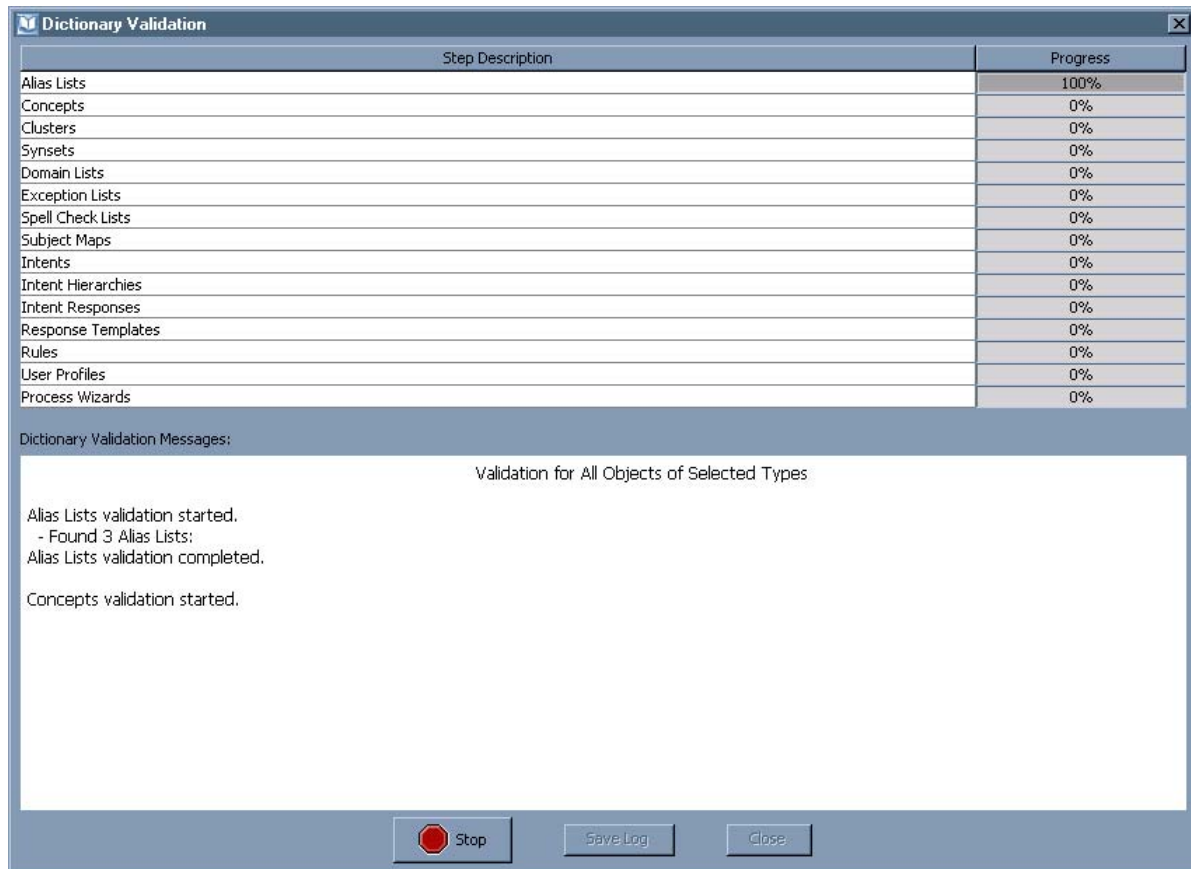 Dictionary Validation
Step Description Progress
Alias Lists 100%
Concepts 0%
Clusters 0%
Synsets 0%
Domain Lists 0%
Exception Lists 0%
Spell Check Lists 0%
Subject Maps 0%
Intents 0%
Intent Hierarchies 0%
Intent Responses 0%
Response Templates 0%
Rules 0%
User Profiles 0%
Process Wizards 0%
Dictionary Validation Messages:
Validation for All Objects of Selected Types
Alias Lists validation started.
- Found 3 Alias Lists:
Alias Lists validation completed.
Concepts validation started.
Stop Save Log Close